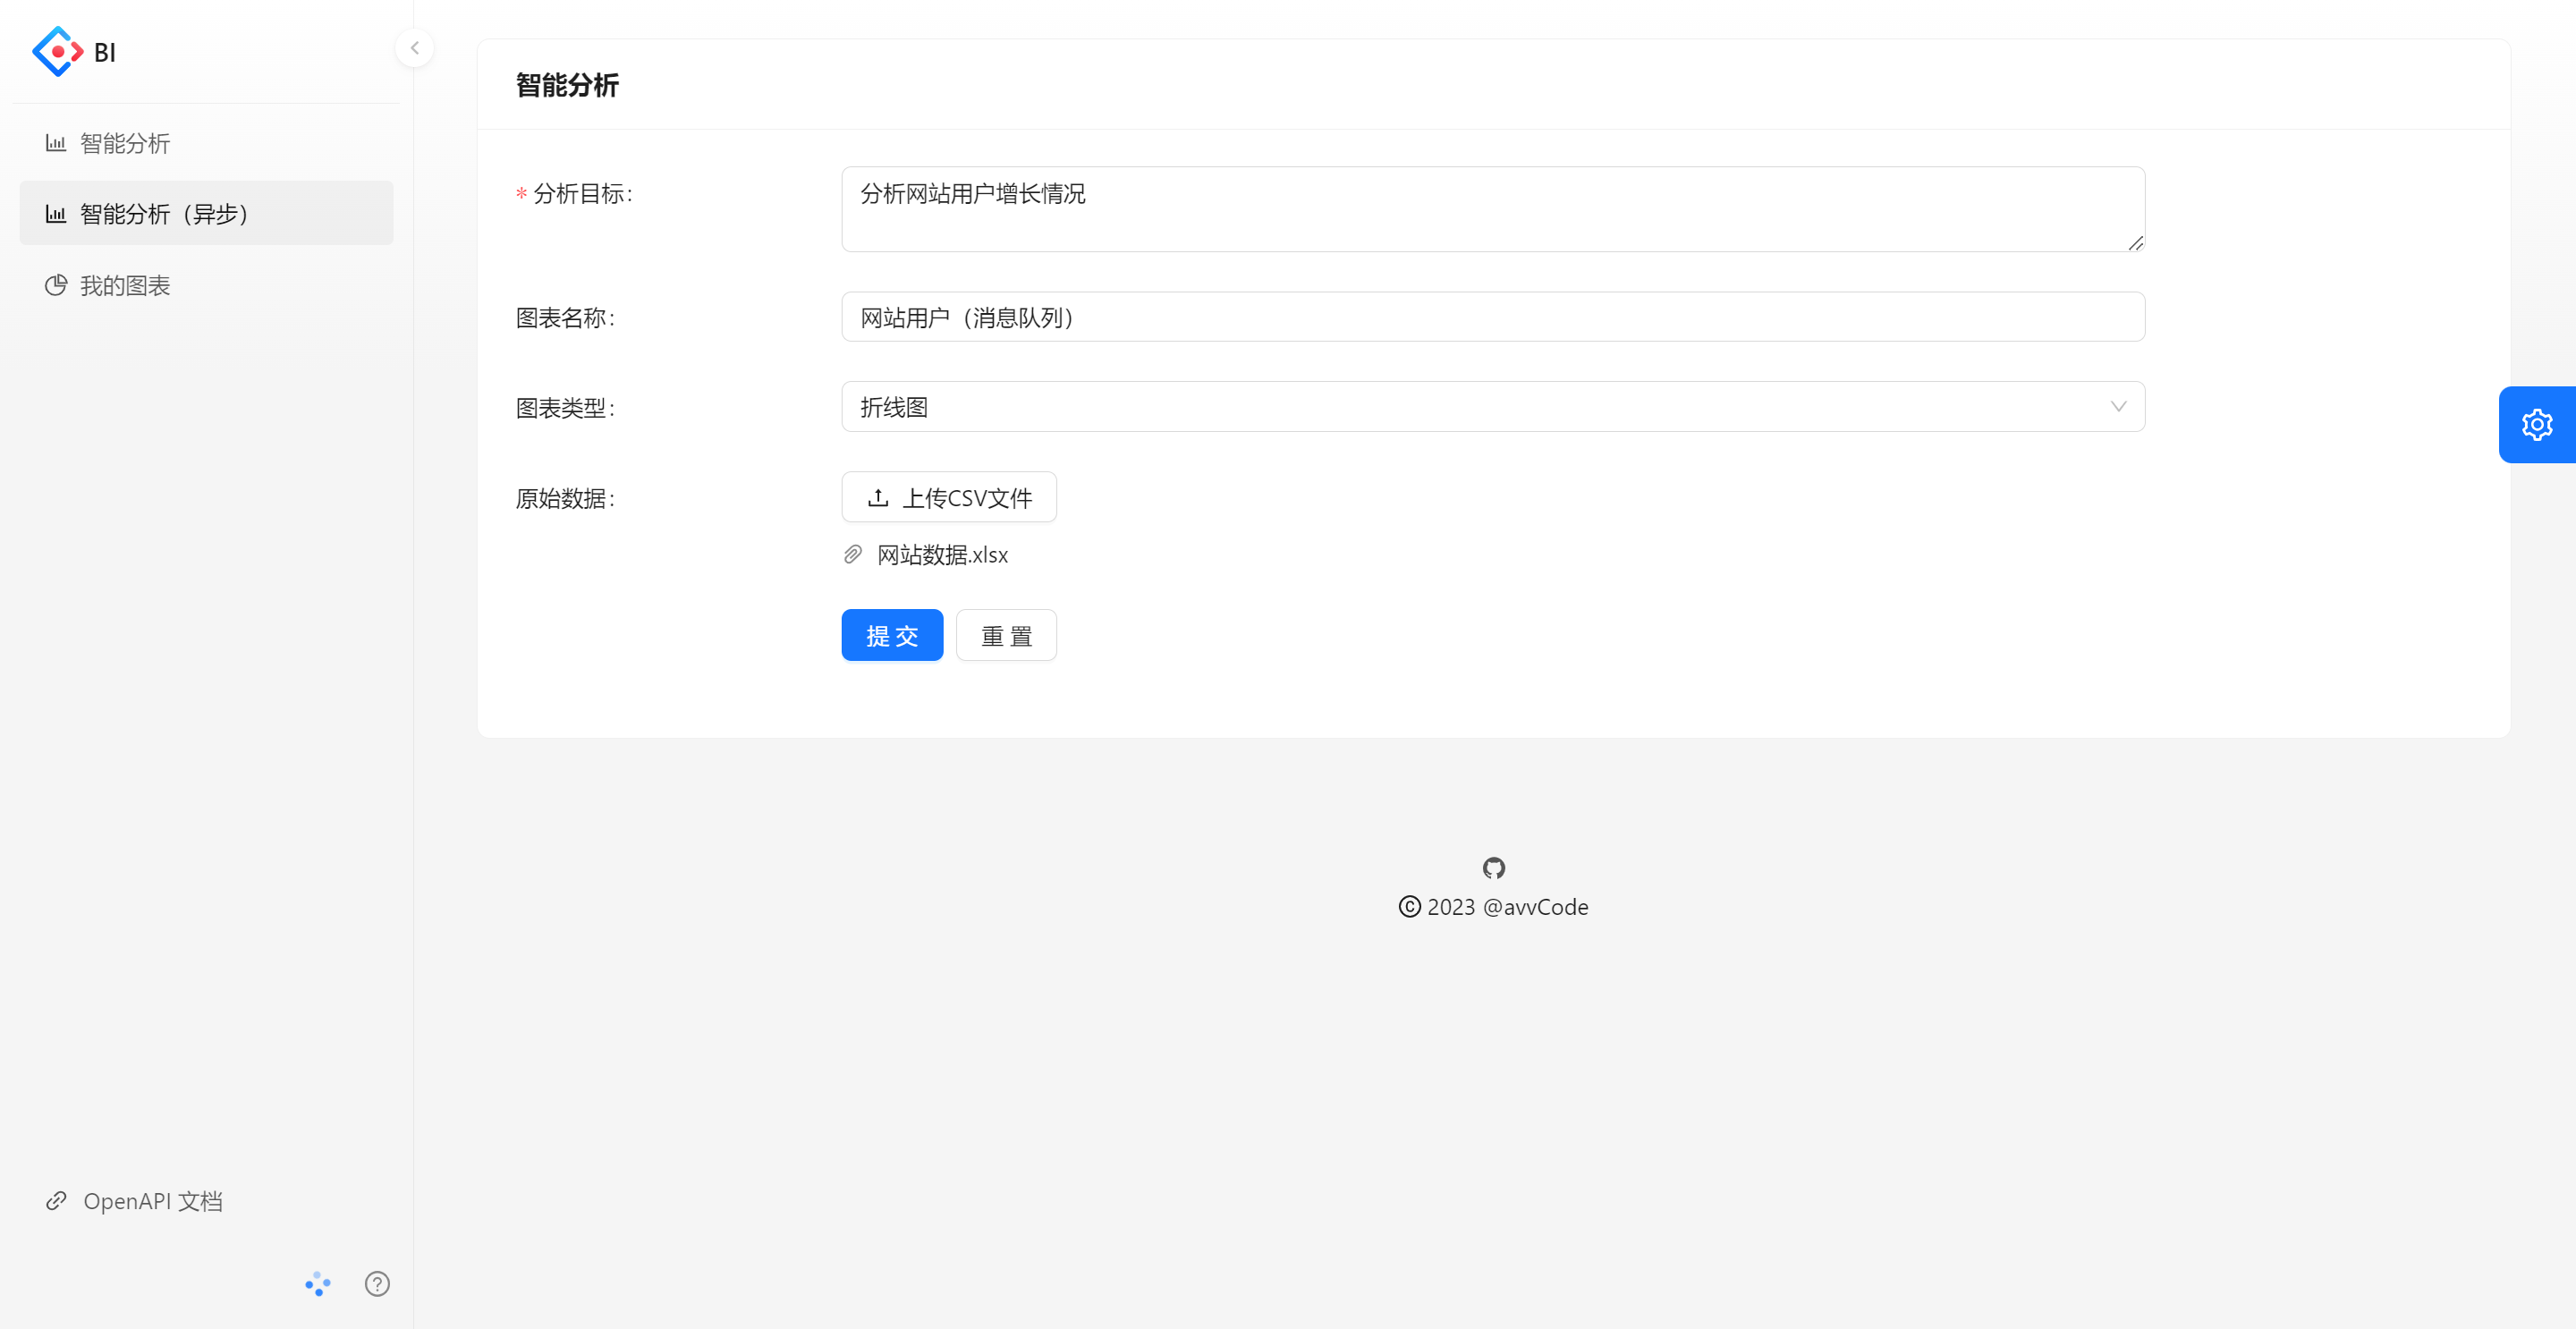 BI
智能分析
智能分析（异步）
我的图表
OpenAPI 文档
智能分析
* 分析目标:
分析网站用户增长情况
图表名称:
网站用户（消息队列）
图表类型:
折线图
原始数据:
上传CSV文件
网站数据.xlsx
提 交
重 置
© 2023 @avvCode